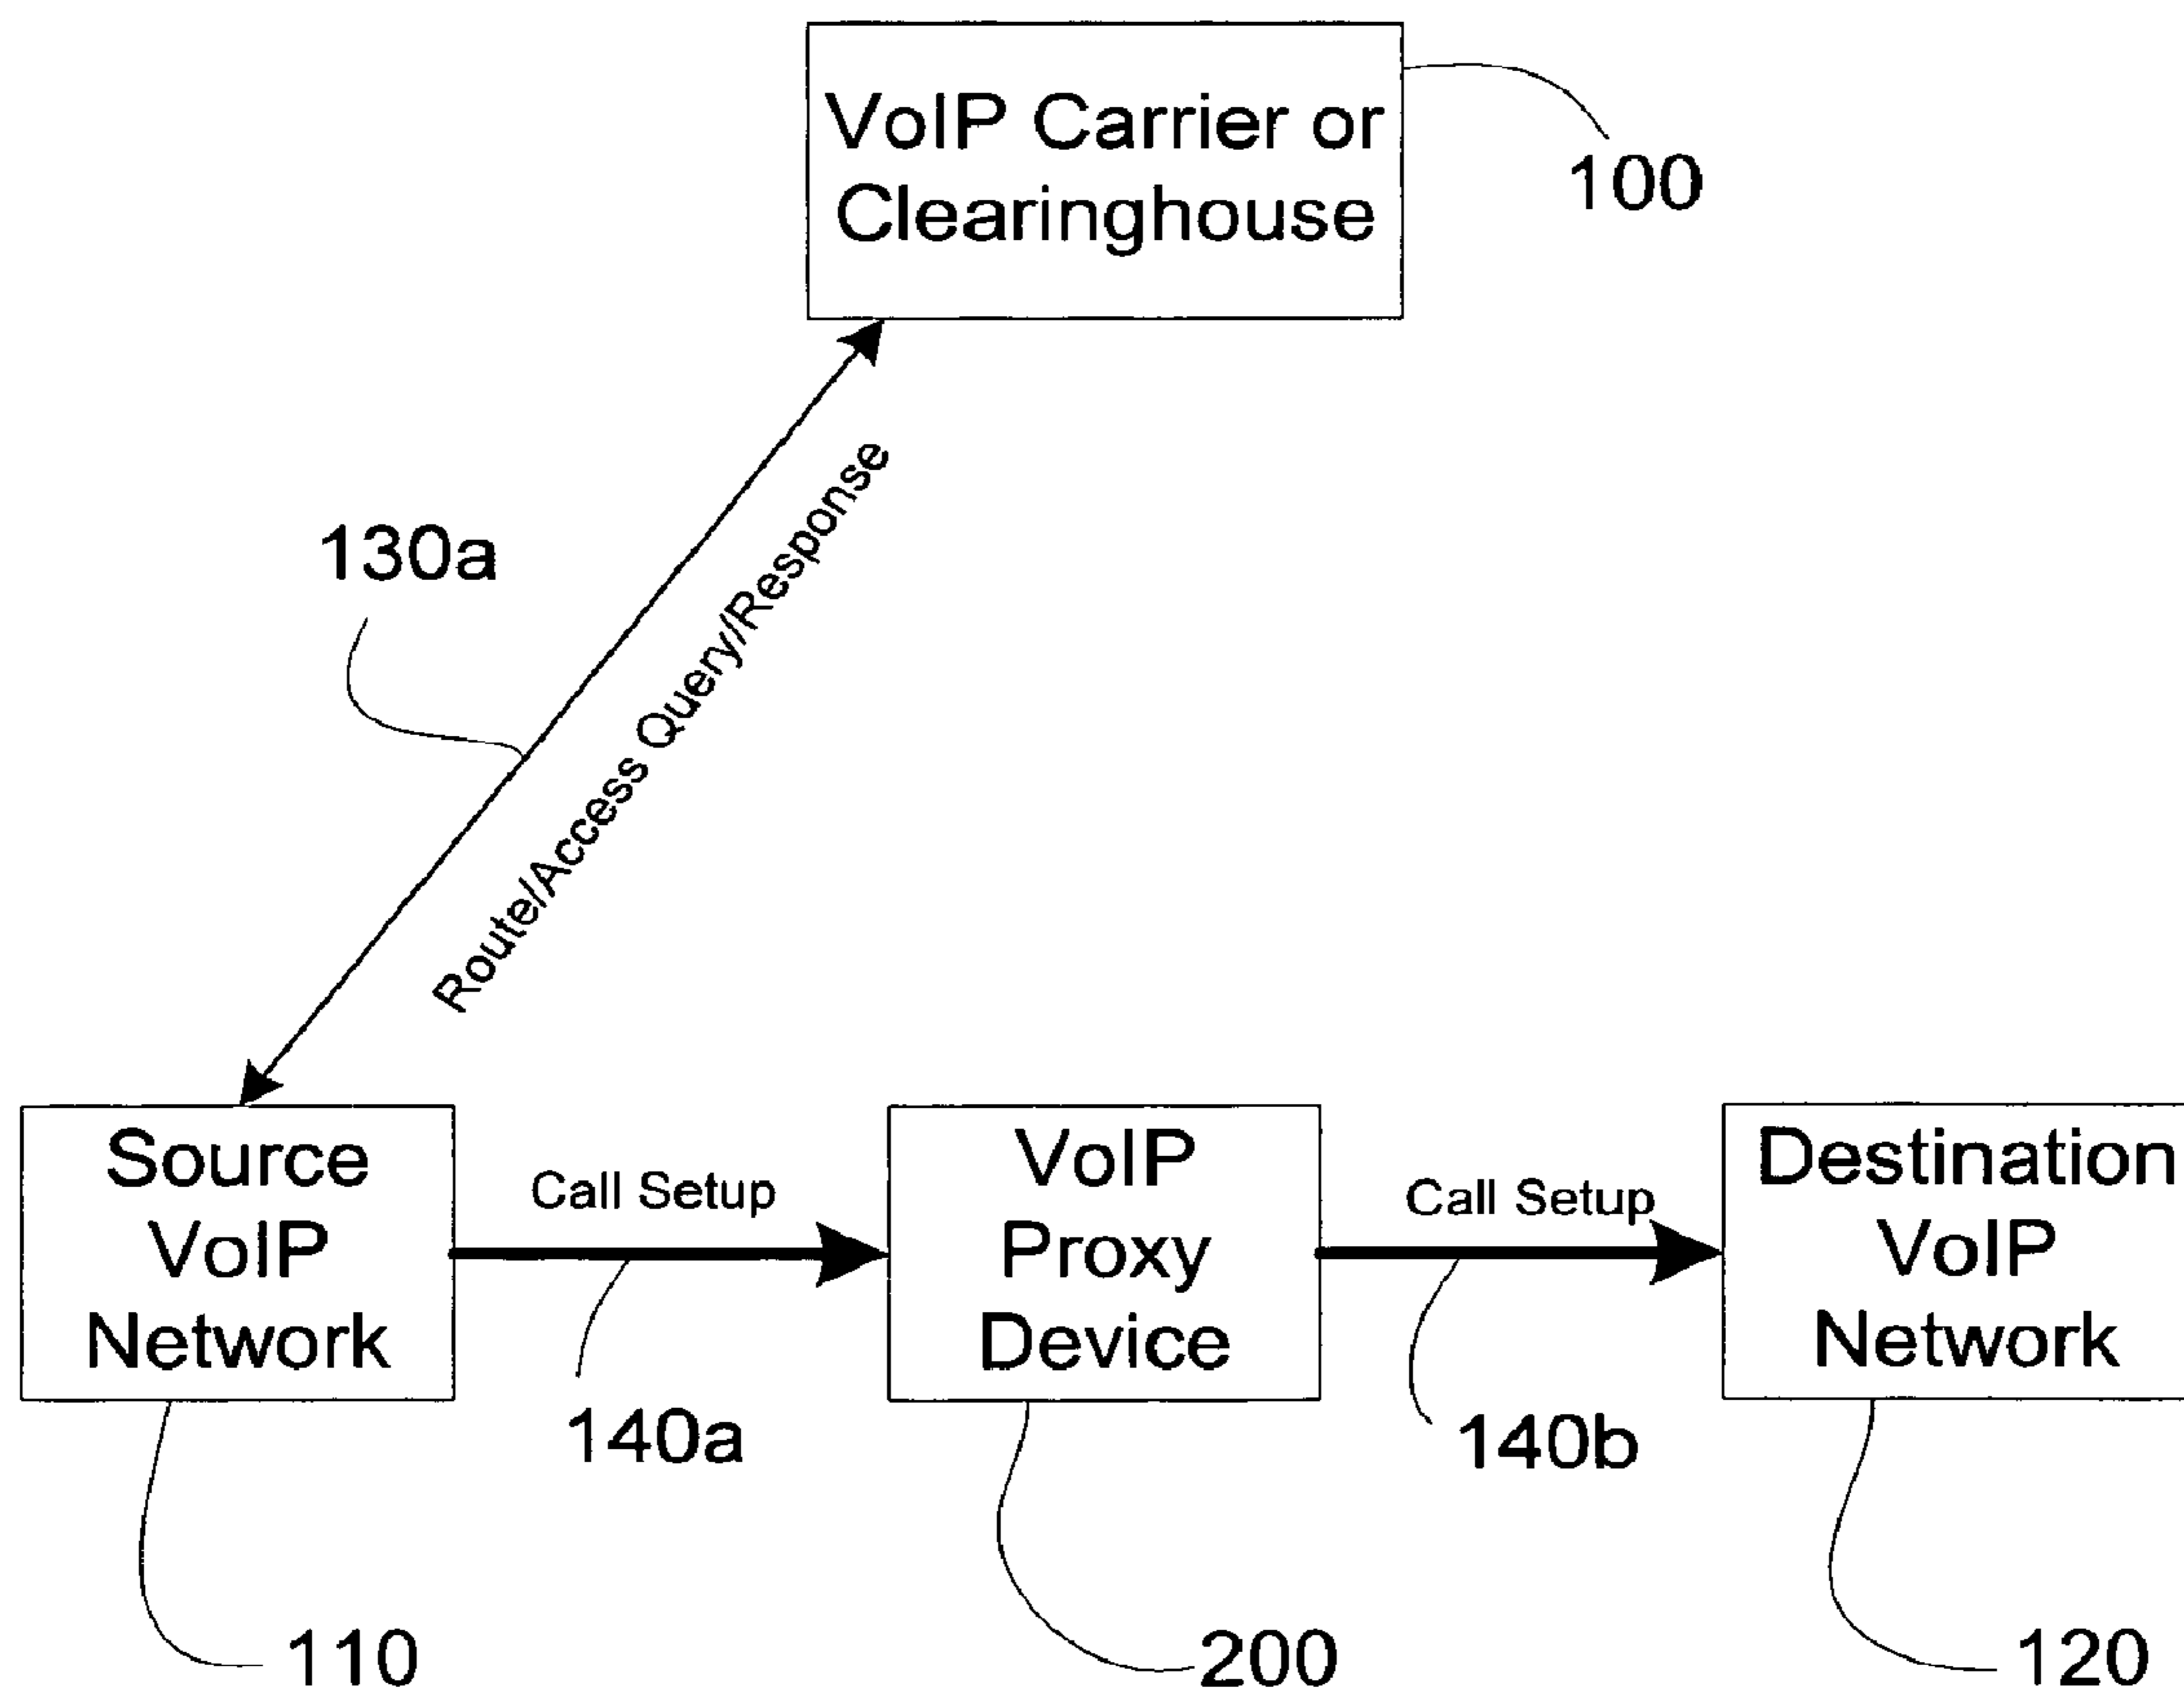 VoIP Carrier or
Clearinghouse
100
130a
Route/Access Query/Response
Source
VoIP
Network
Call Setup
VoIP
Proxy
Device
Call Setup
Destination
VoIP
Network
140a
140b
110
200
120